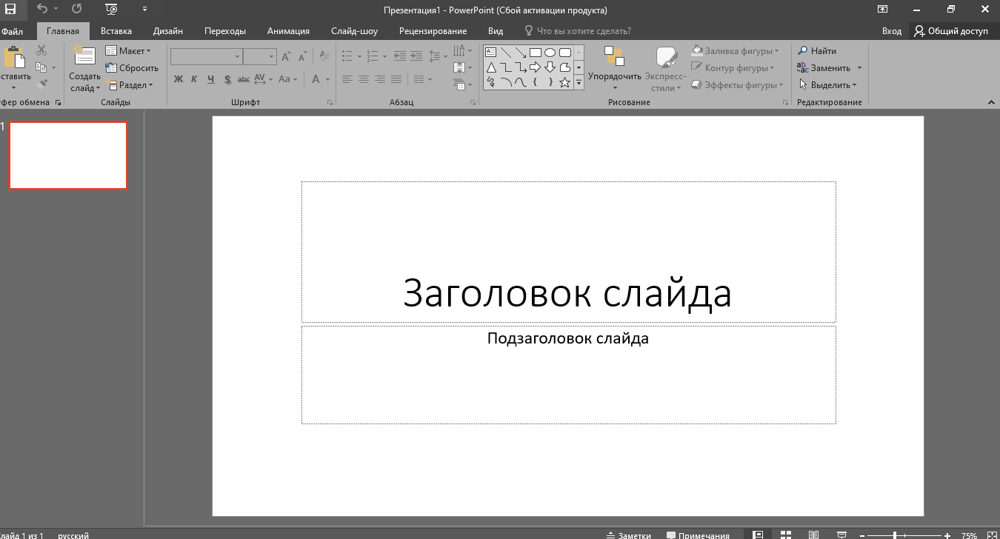 Презентация1 - PowerPoint (Сбой активации продукта)
Файл Главная Вставка Дизайн Переходы Анимация Слайд-шоу Рецензирование Вид Что вы хотите сделать? Вход Общий доступ
ставить
Создать слайд
Макет
Сбросить
Раздел
Ж К Ч S abc AV Aa A
Упорядочить
Экспресс-стили
Заливка фигуры
Контур фигуры
Эффекты фигуры
Найти
Заменить
Выделить
фер обмена Слайды Шрифт Абзац Рисование Редактирование
1
Заголовок слайда
Подзаголовок слайда
лайд 1 из 1 русский Заметки Примечания 75%